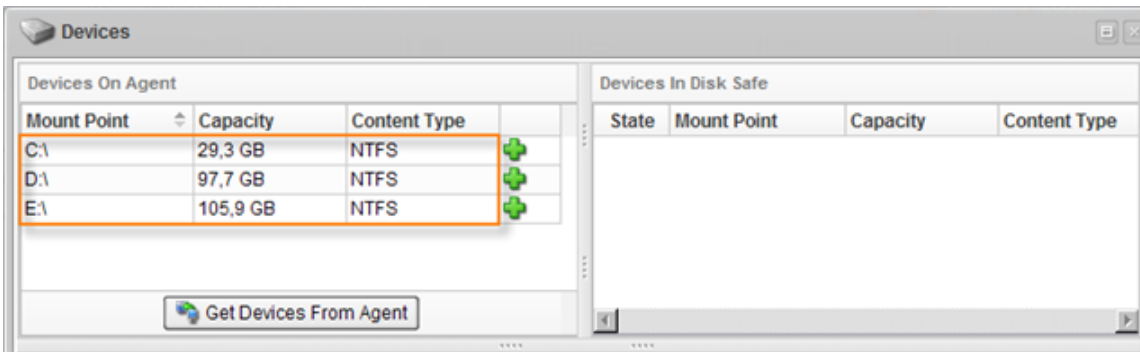 Devices
Devices On Agent
Mount Point Capacity Content Type
C:\ 29,3 GB NTFS
D:\ 97,7 GB NTFS
E:\ 105,9 GB NTFS
Get Devices From Agent
Devices In Disk Safe
State Mount Point Capacity Content Type